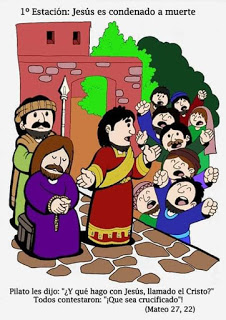 1º Estación: Jesús es condenado a muerte
Pilato les dijo: "¿Y qué hago con Jesús, llamado el Cristo?"
Todos contestaron: "¡Que sea crucificado"!
(Mateo 27, 22)